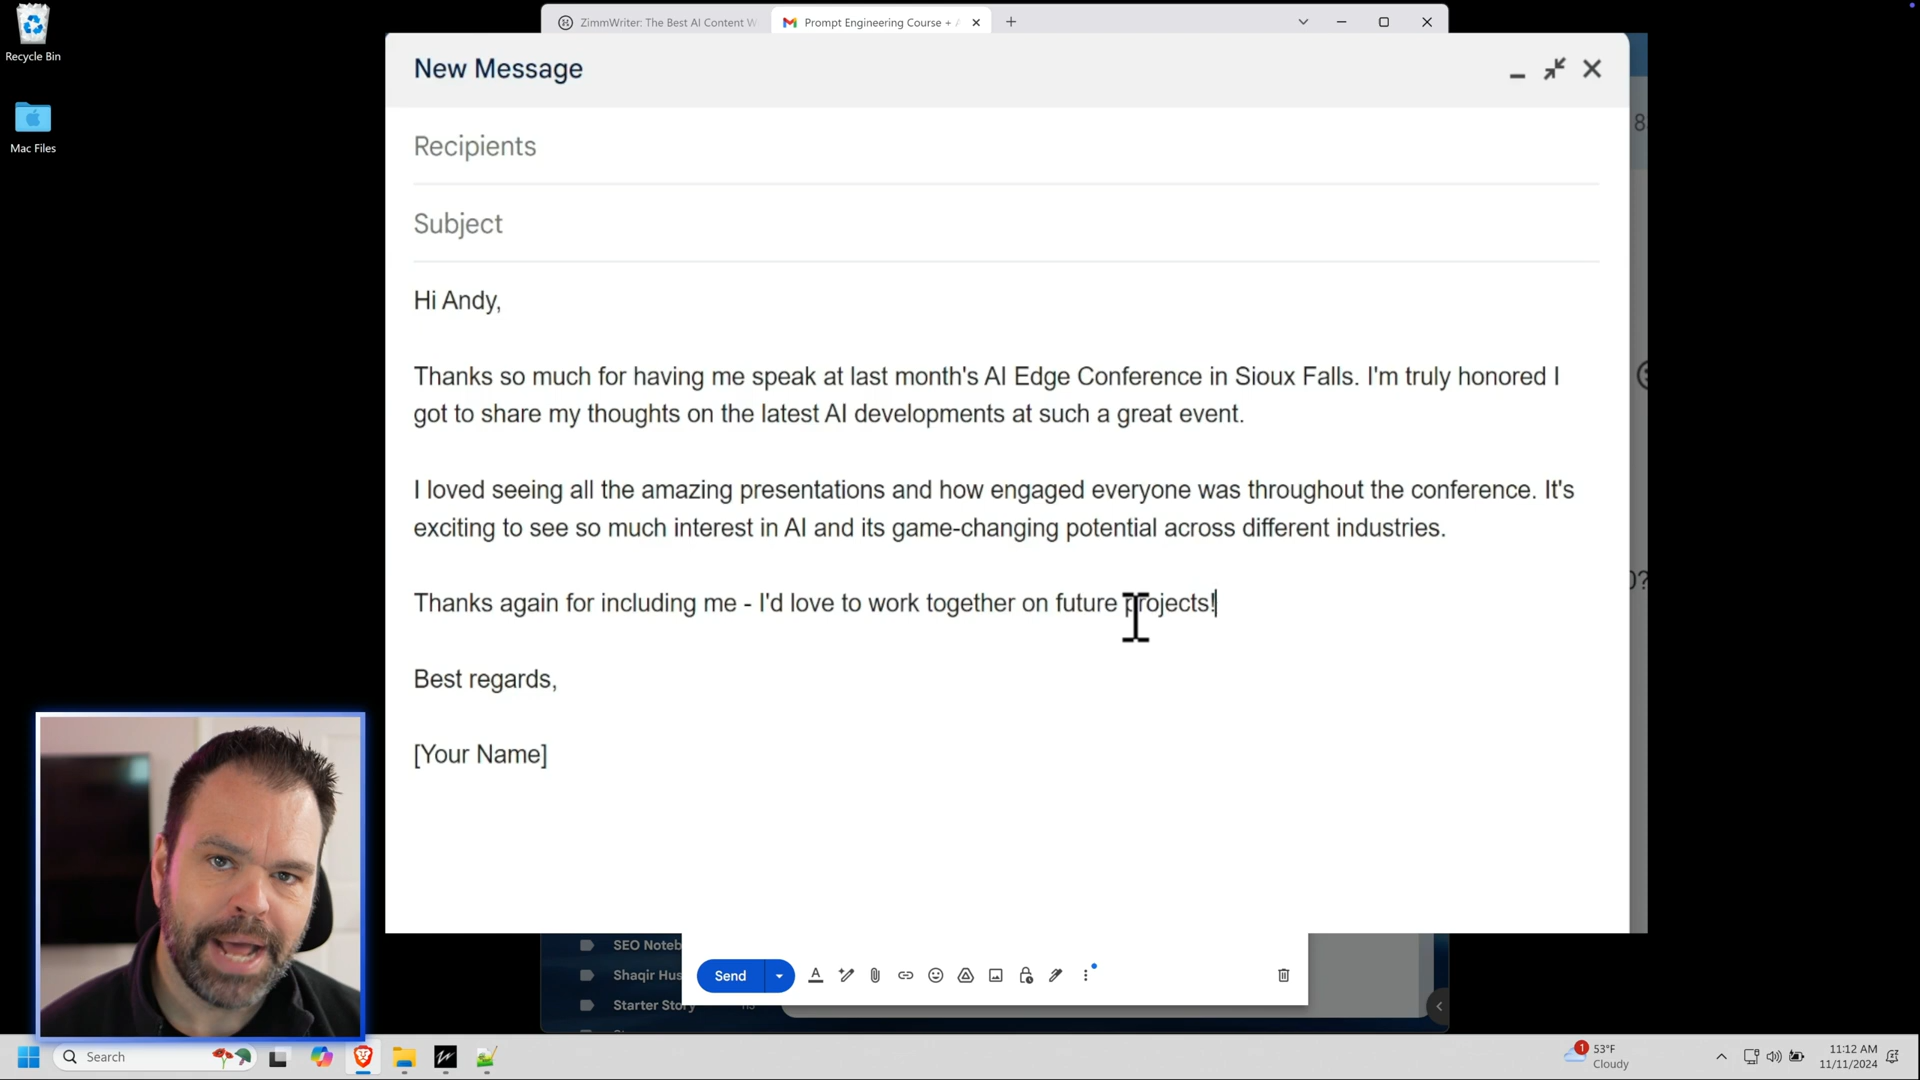 Recycle Bin
Mac Files
ZimmWriter: The Best AI Content W
Prompt Engineering Course +
New Message
Recipients
Subject
Hi Andy,
Thanks so much for having me speak at last month's AI Edge Conference in Sioux Falls. I'm truly honored I
got to share my thoughts on the latest AI developments at such a great event.
I loved seeing all the amazing presentations and how engaged everyone was throughout the conference. It's
exciting to see so much interest in AI and its game-changing potential across different industries.
Thanks again for including me - I'd love to work together on future projects!
Best regards,
[Your Name]
SEO Noteb
Shaqir Hus
Starter Story
Send
Search
1
53°F
Cloudy
11:12 AM
11/11/2024